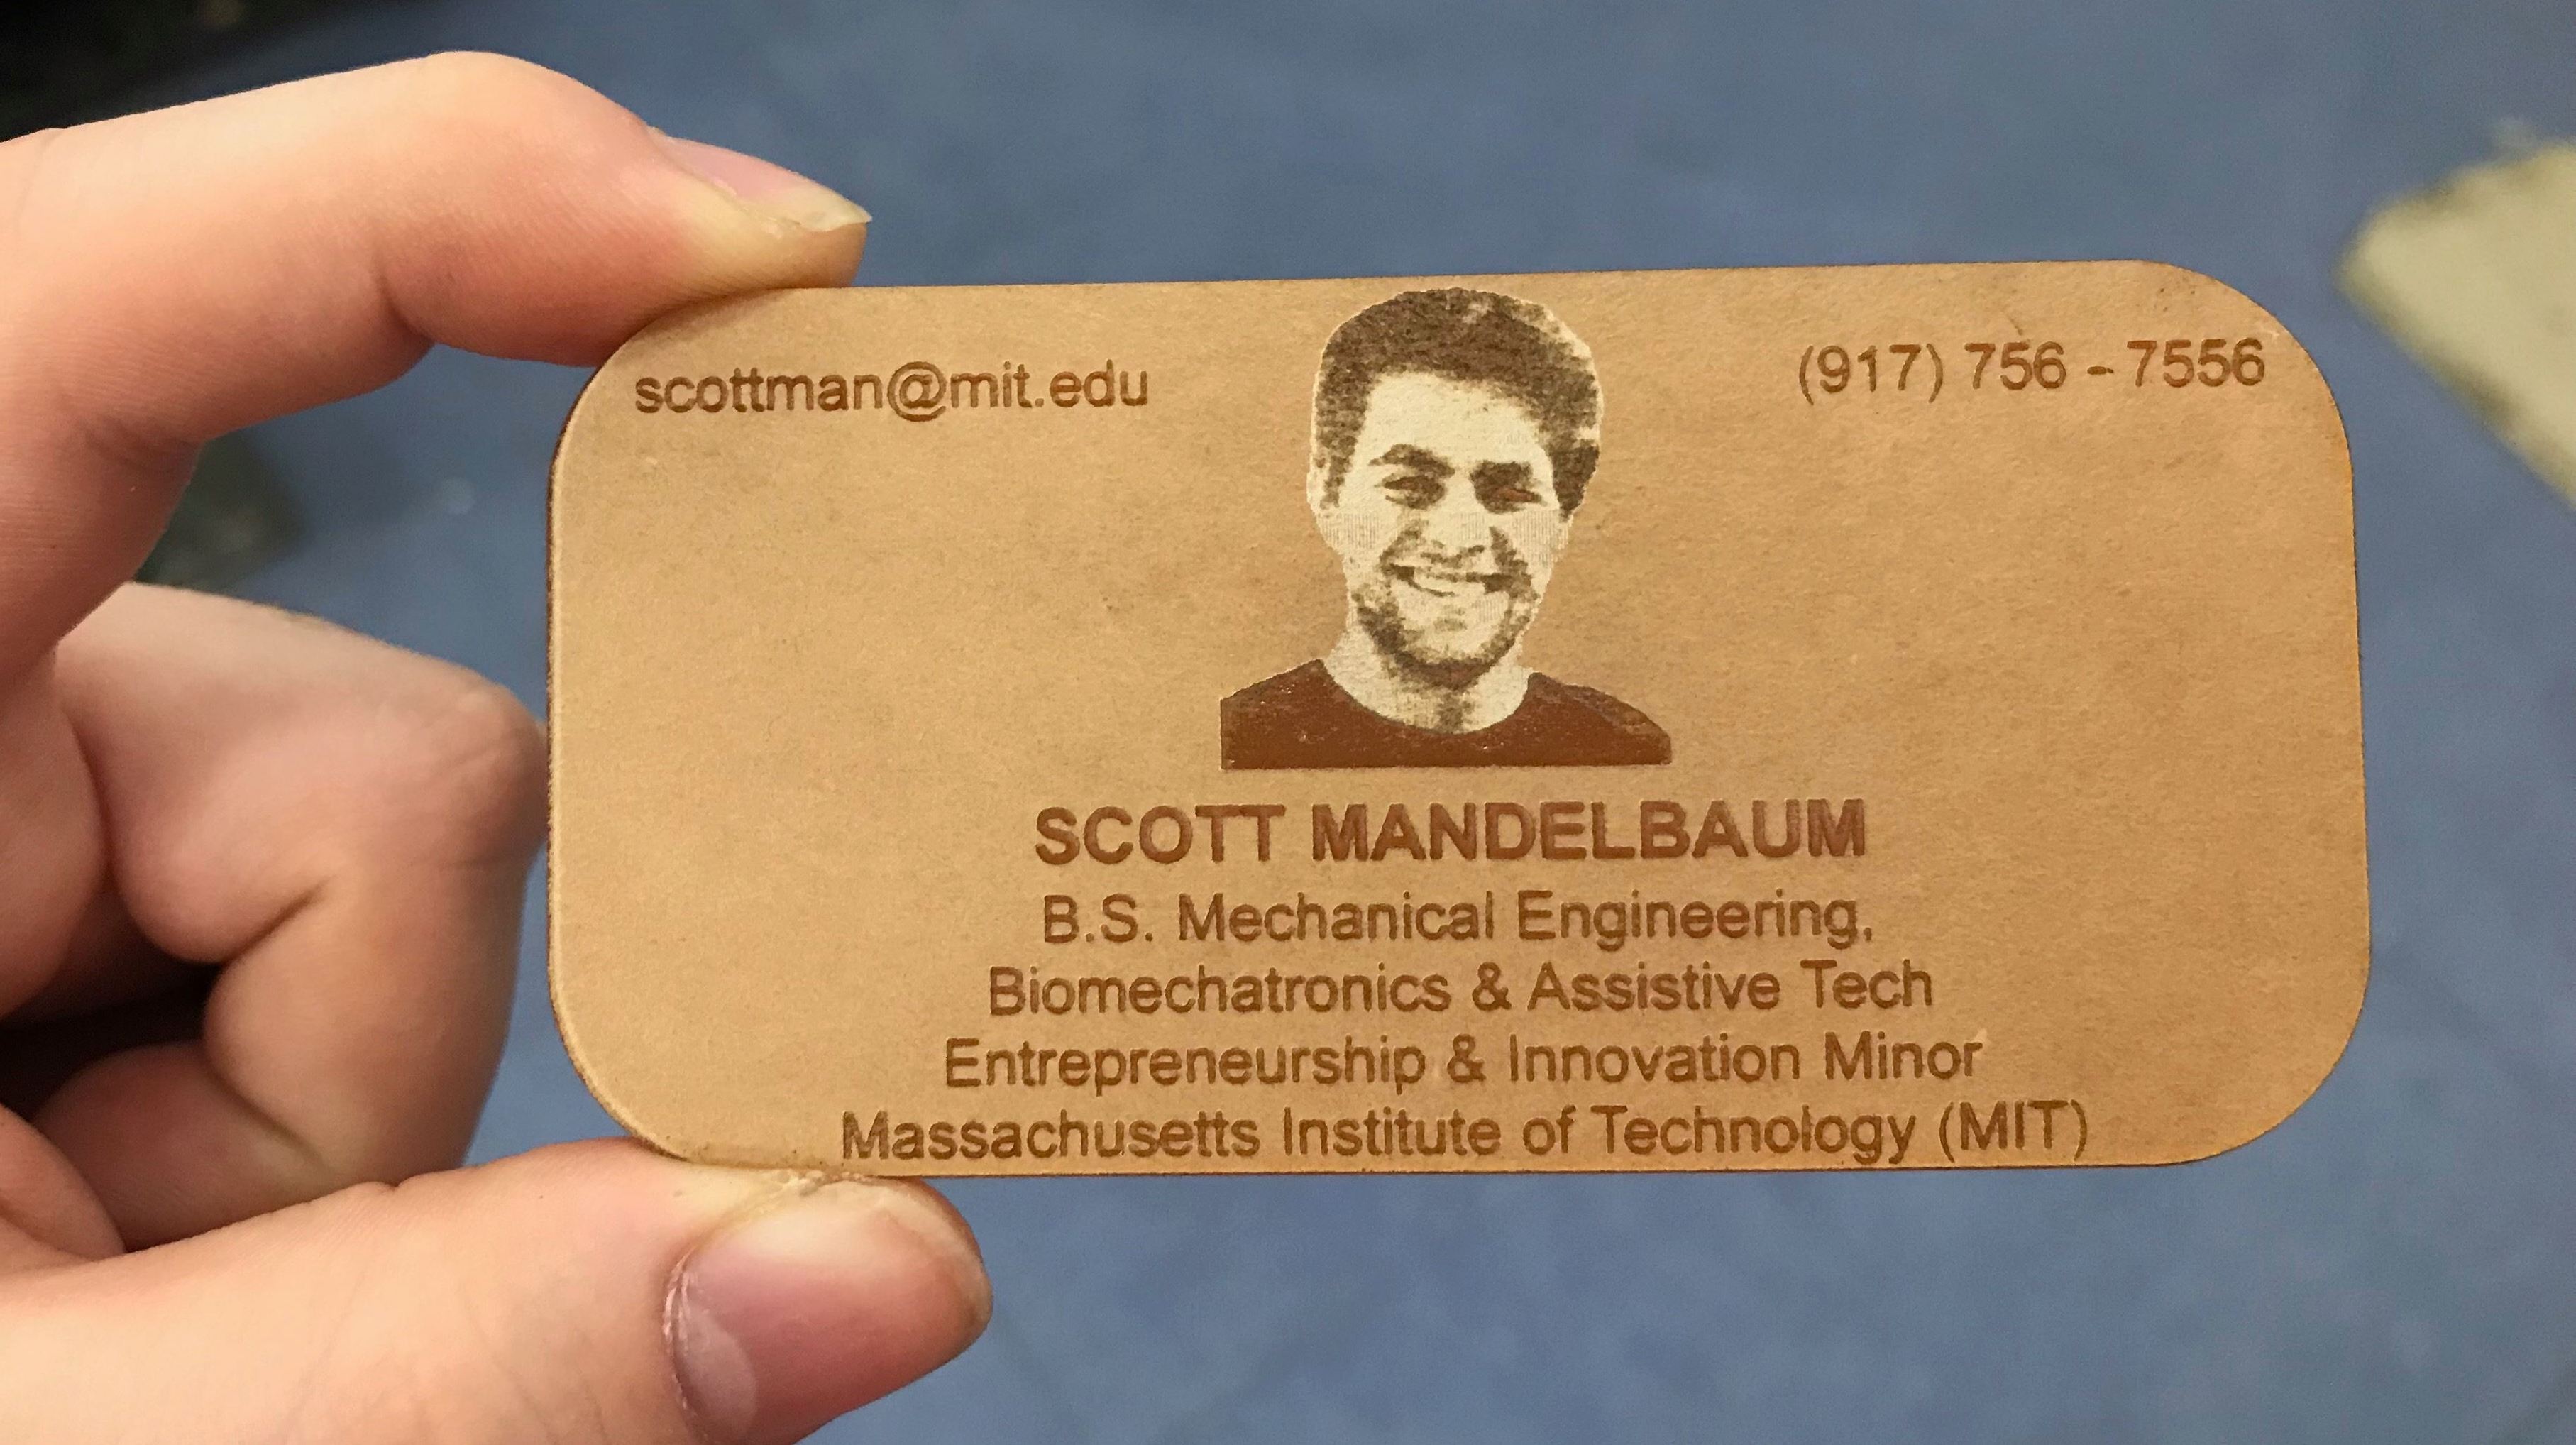 scottman@mit.edu
(917) 756 - 7556
SCOTT MANDELBAUM
B.S. Mechanical Engineering,
Biomechatronics & Assistive Tech
Entrepreneurship & Innovation Minor
Massachusetts Institute of Technology (MIT)